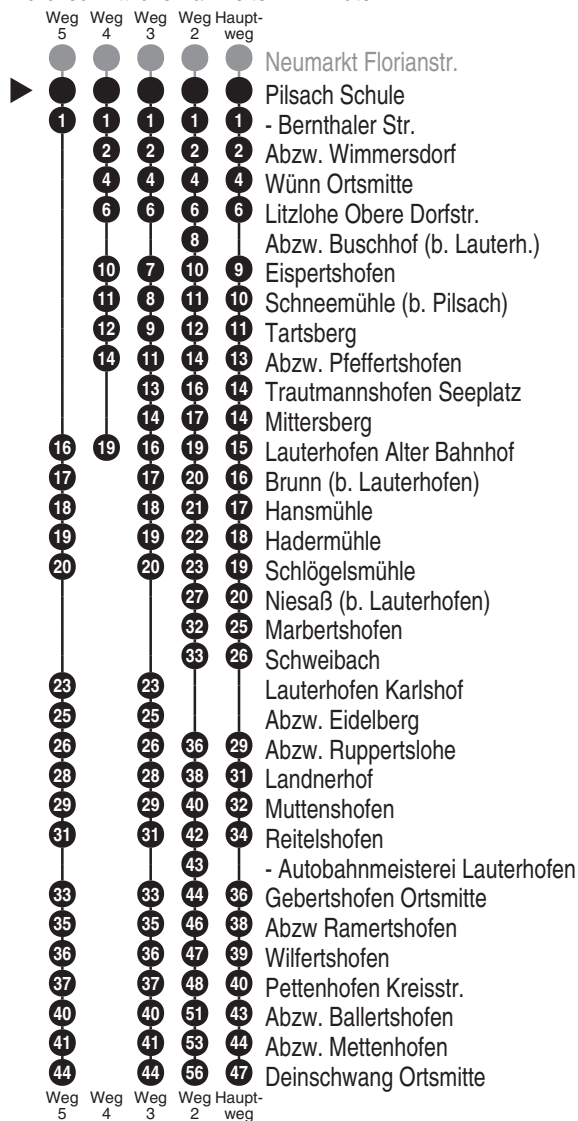 Weg Weg Weg Weg Haupt-
5 4 3 2 weg
Neumarkt Florianstr.
Pilsach Schule
1 1 1 1 1 - Bernthaler Str.
2 2 2 2 Abzw. Wimmersdorf
4 4 4 4 Wünn Ortsmitte
6 6 6 6 Litzlohe Obere Dorfstr.
8 Abzw. Buschhof (b. Lauterh.)
10 7 10 9 Eispertshofen
11 8 11 10 Schneemühle (b. Pilsach)
12 9 12 11 Tartsberg
14 11 14 13 Abzw. Pfeffertshofen
13 16 14 Trautmannshofen Seeplatz
14 17 14 Mittersberg
16 19 16 19 15 Lauterhofen Alter Bahnhof
17 17 20 16 Brunn (b. Lauterhofen)
18 18 21 17 Hansmühle
19 19 22 18 Hadermühle
20 20 23 19 Schlögelsmühle
27 20 Niesaß (b. Lauterhofen)
32 25 Marbertshofen
33 26 Schweibach
23 23 Lauterhofen Karlshof
25 25 Abzw. Eidelberg
26 26 36 29 Abzw. Ruppertslohe
28 28 38 31 Landnerhof
29 29 40 32 Muttenshofen
31 31 42 34 Reitelshofen
43 - Autobahnmeisterei Lauterhofen
33 33 44 36 Gebertshofen Ortsmitte
35 35 46 38 Abzw Ramertshofen
36 36 47 39 Wilfertshofen
37 37 48 40 Pettenhofen Kreisstr.
40 40 51 43 Abzw. Ballertshofen
41 41 53 44 Abzw. Mettenhofen
44 44 56 47 Deinschwang Ortsmitte
Weg Weg Weg Weg Haupt-
5 4 3 2 weg